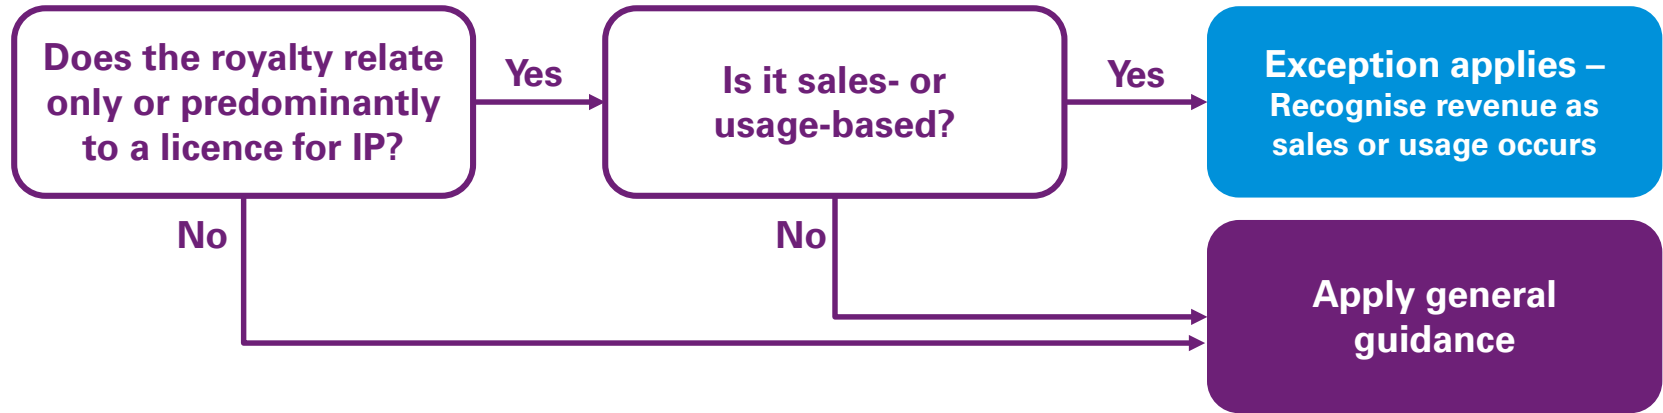 Does the royalty relate
only or predominantly
to a licence for IP?
Yes
Is it sales- or
usage-based?
Yes
Exception applies –
Recognise revenue as
sales or usage occurs
No
No
Apply general
guidance